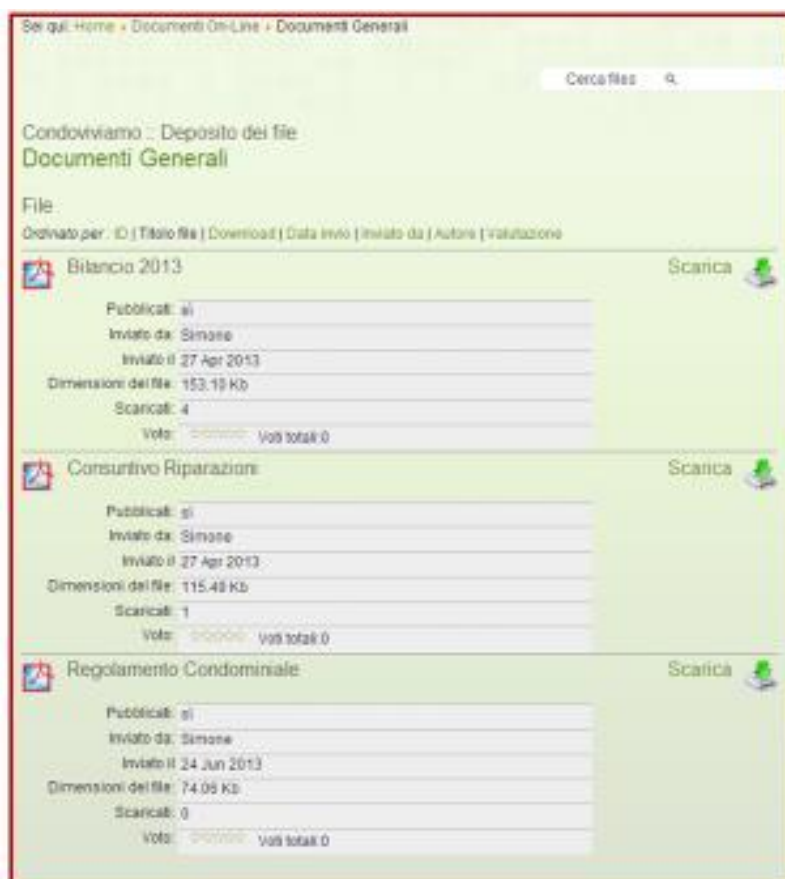 Sei qui: Home Documenti On-Line Documenti Generali
Cerca files
Condoviviamo :: Deposito dei file
Documenti Generali
File
Ordinato per : ID | Titolo file | Download | Data invio | Inviato da | Autore | Valutazione
Bilancio 2013 Scarica
Pubblicati: sì
Inviato da: Simone
Inviato il: 27 Apr 2013
Dimensioni del file: 153.10 Kb
Scaricati: 4
Voto: Voti totali:0
Consuntivo Riparazioni Scarica
Pubblicati: sì
Inviato da: Simone
Inviato il: 27 Apr 2013
Dimensioni del file: 115.48 Kb
Scaricati: 1
Voto: Voti totali:0
Regolamento Condominiale Scarica
Pubblicati: sì
Inviato da: Simone
Inviato il: 24 Jun 2013
Dimensioni del file: 74.06 Kb
Scaricati: 0
Voto: Voti totali:0